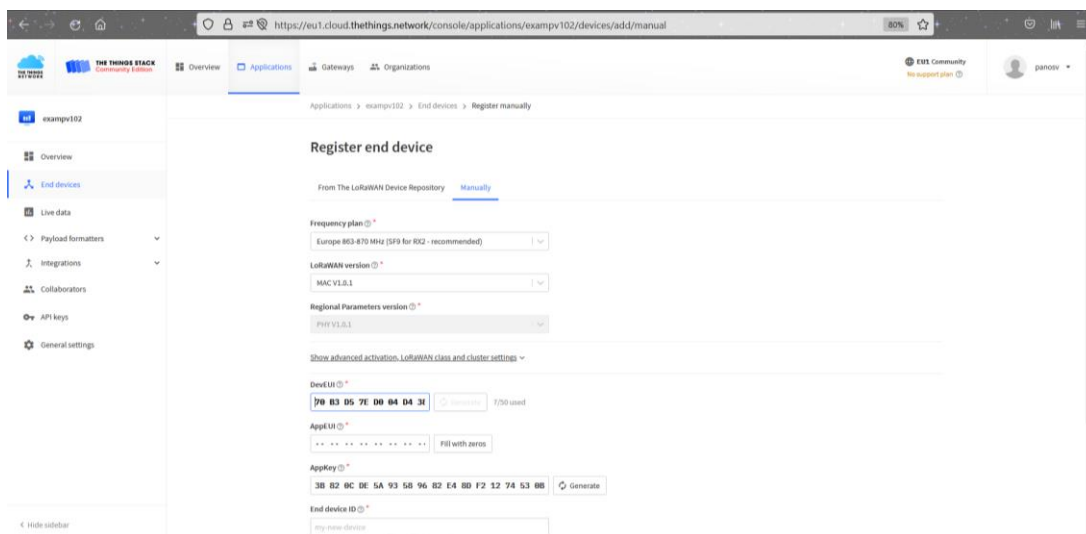 https://eu1.cloud.thethings.network/console/applications/exampv102/devices/add/manual
80%
THE THINGS NETWORK
THE THINGS STACK
Community Edition
Overview
Applications
Gateways
Organizations
EU1 Community
No support plan
panosv
exampv102
Overview
End devices
Live data
Payload formatters
Integrations
Collaborators
API keys
General settings
Hide sidebar
Applications > exampv102 > End devices > Register manually
Register end device
From The LoRaWAN Device Repository Manually
Frequency plan *
Europe 863-870 MHz (SF9 for RX2 - recommended)
LoRaWAN version *
MAC V1.0.1
Regional Parameters version *
PHY V1.0.1
Show advanced activation, LoRaWAN class and cluster settings
DevEUI *
70 B3 D5 7E D0 04 D4 Generate 7/50 used
AppEUI *
·· ·· ·· ·· ·· ·· ·· ·· Fill with zeros
AppKey *
3B 82 0C DE 5A 93 58 96 82 E4 80 F2 12 74 53 0B Generate
End device ID *
my-new-device